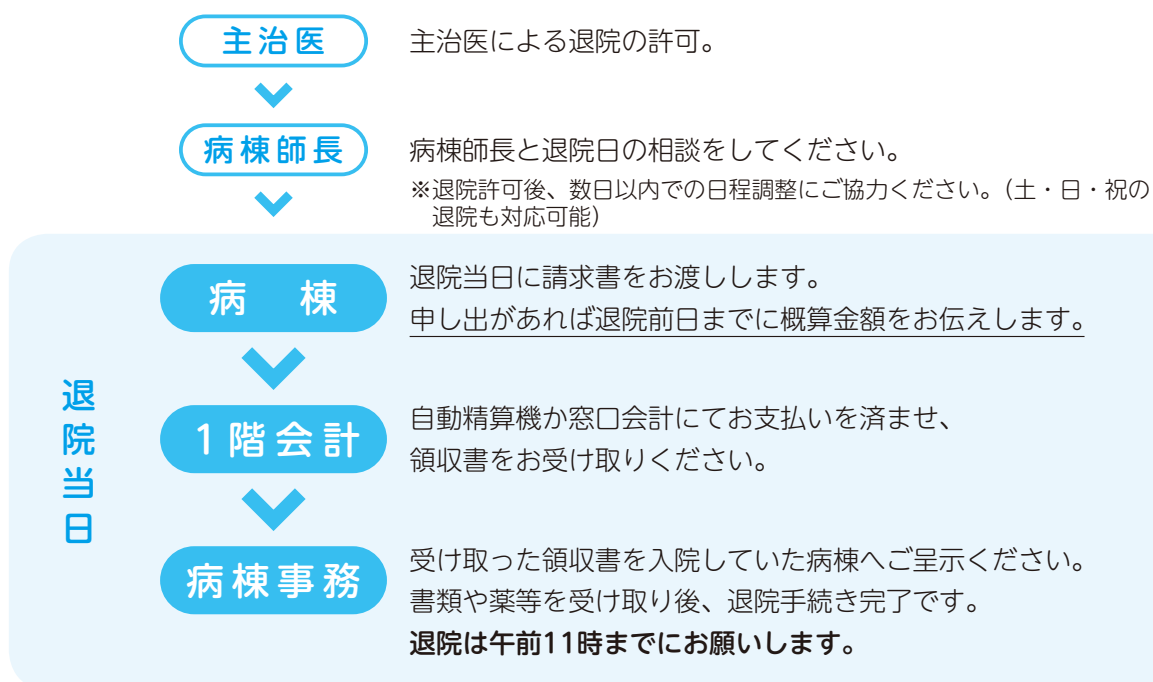 主治医
主治医による退院の許可。
病棟師長
病棟師長と退院日の相談をしてください。
※退院許可後、数日以内での日程調整にご協力ください。(土・日・祝の
退院も対応可能)
退院当日
病　棟
退院当日に請求書をお渡しします。
申し出があれば退院前日までに概算金額をお伝えします。
1階会計
自動精算機か窓口会計にてお支払いを済ませ、
領収書をお受け取りください。
病棟事務
受け取った領収書を入院していた病棟へご呈示ください。
書類や薬等を受け取り後、退院手続き完了です。
退院は午前11時までにお願いします。